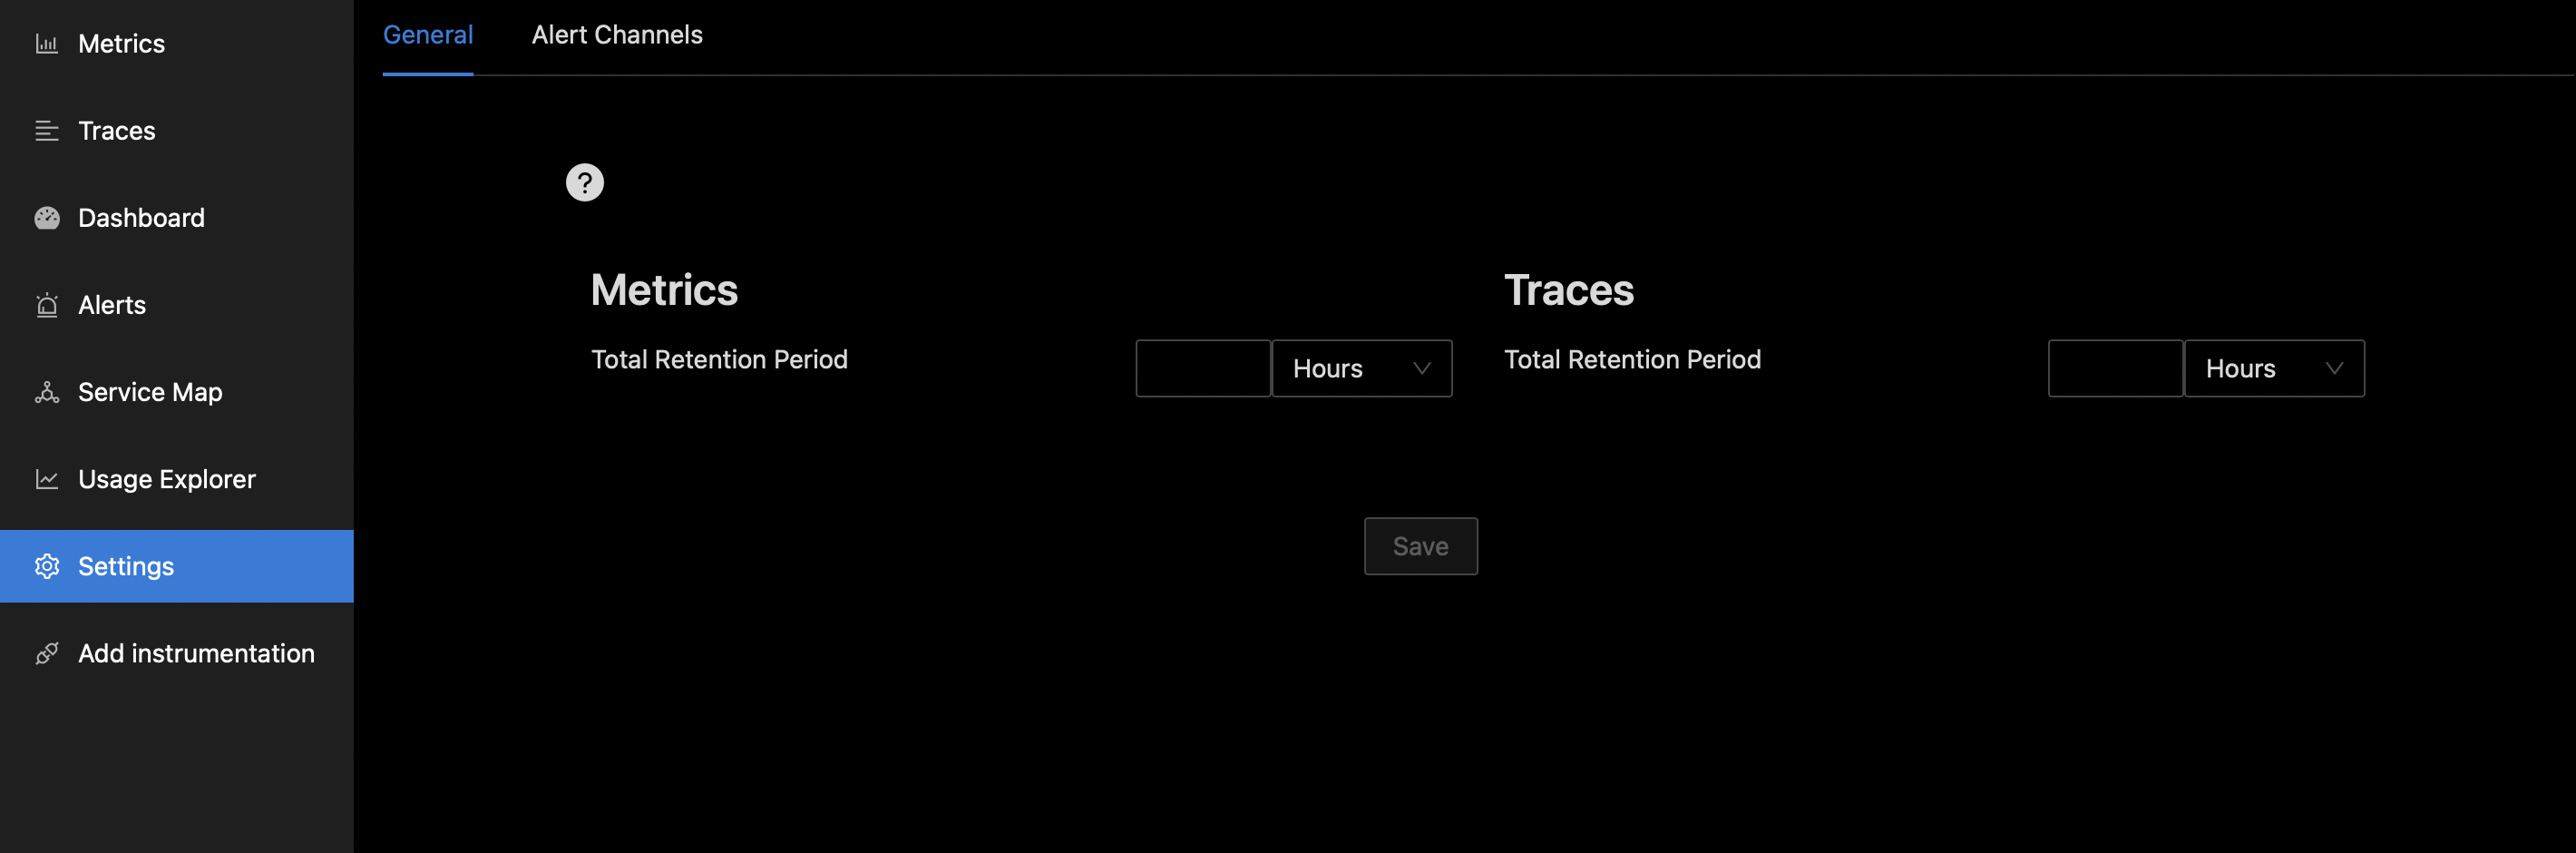 Metrics
Traces
Dashboard
Alerts
Service Map
Usage Explorer
Settings
Add instrumentation
General Alert Channels
?
Metrics
Total Retention Period Hours
Traces
Total Retention Period Hours
Save